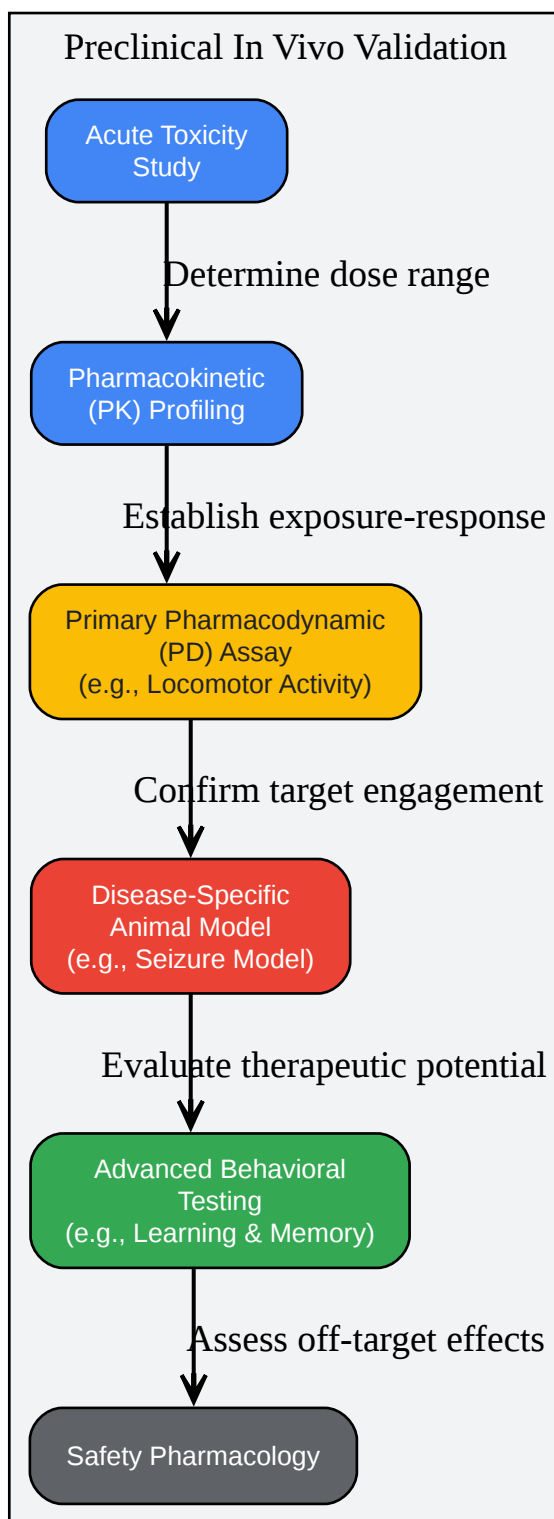 Preclinical In Vivo Validation
Acute Toxicity
Study
Determine dose range
Pharmacokinetic
(PK) Profiling
Establish exposure-response
Primary Pharmacodynamic
(PD) Assay
(e.g., Locomotor Activity)
Confirm target engagement
Disease-Specific
Animal Model
(e.g., Seizure Model)
Evaluate therapeutic potential
Advanced Behavioral
Testing
(e.g., Learning & Memory)
Assess off-target effects
Safety Pharmacology